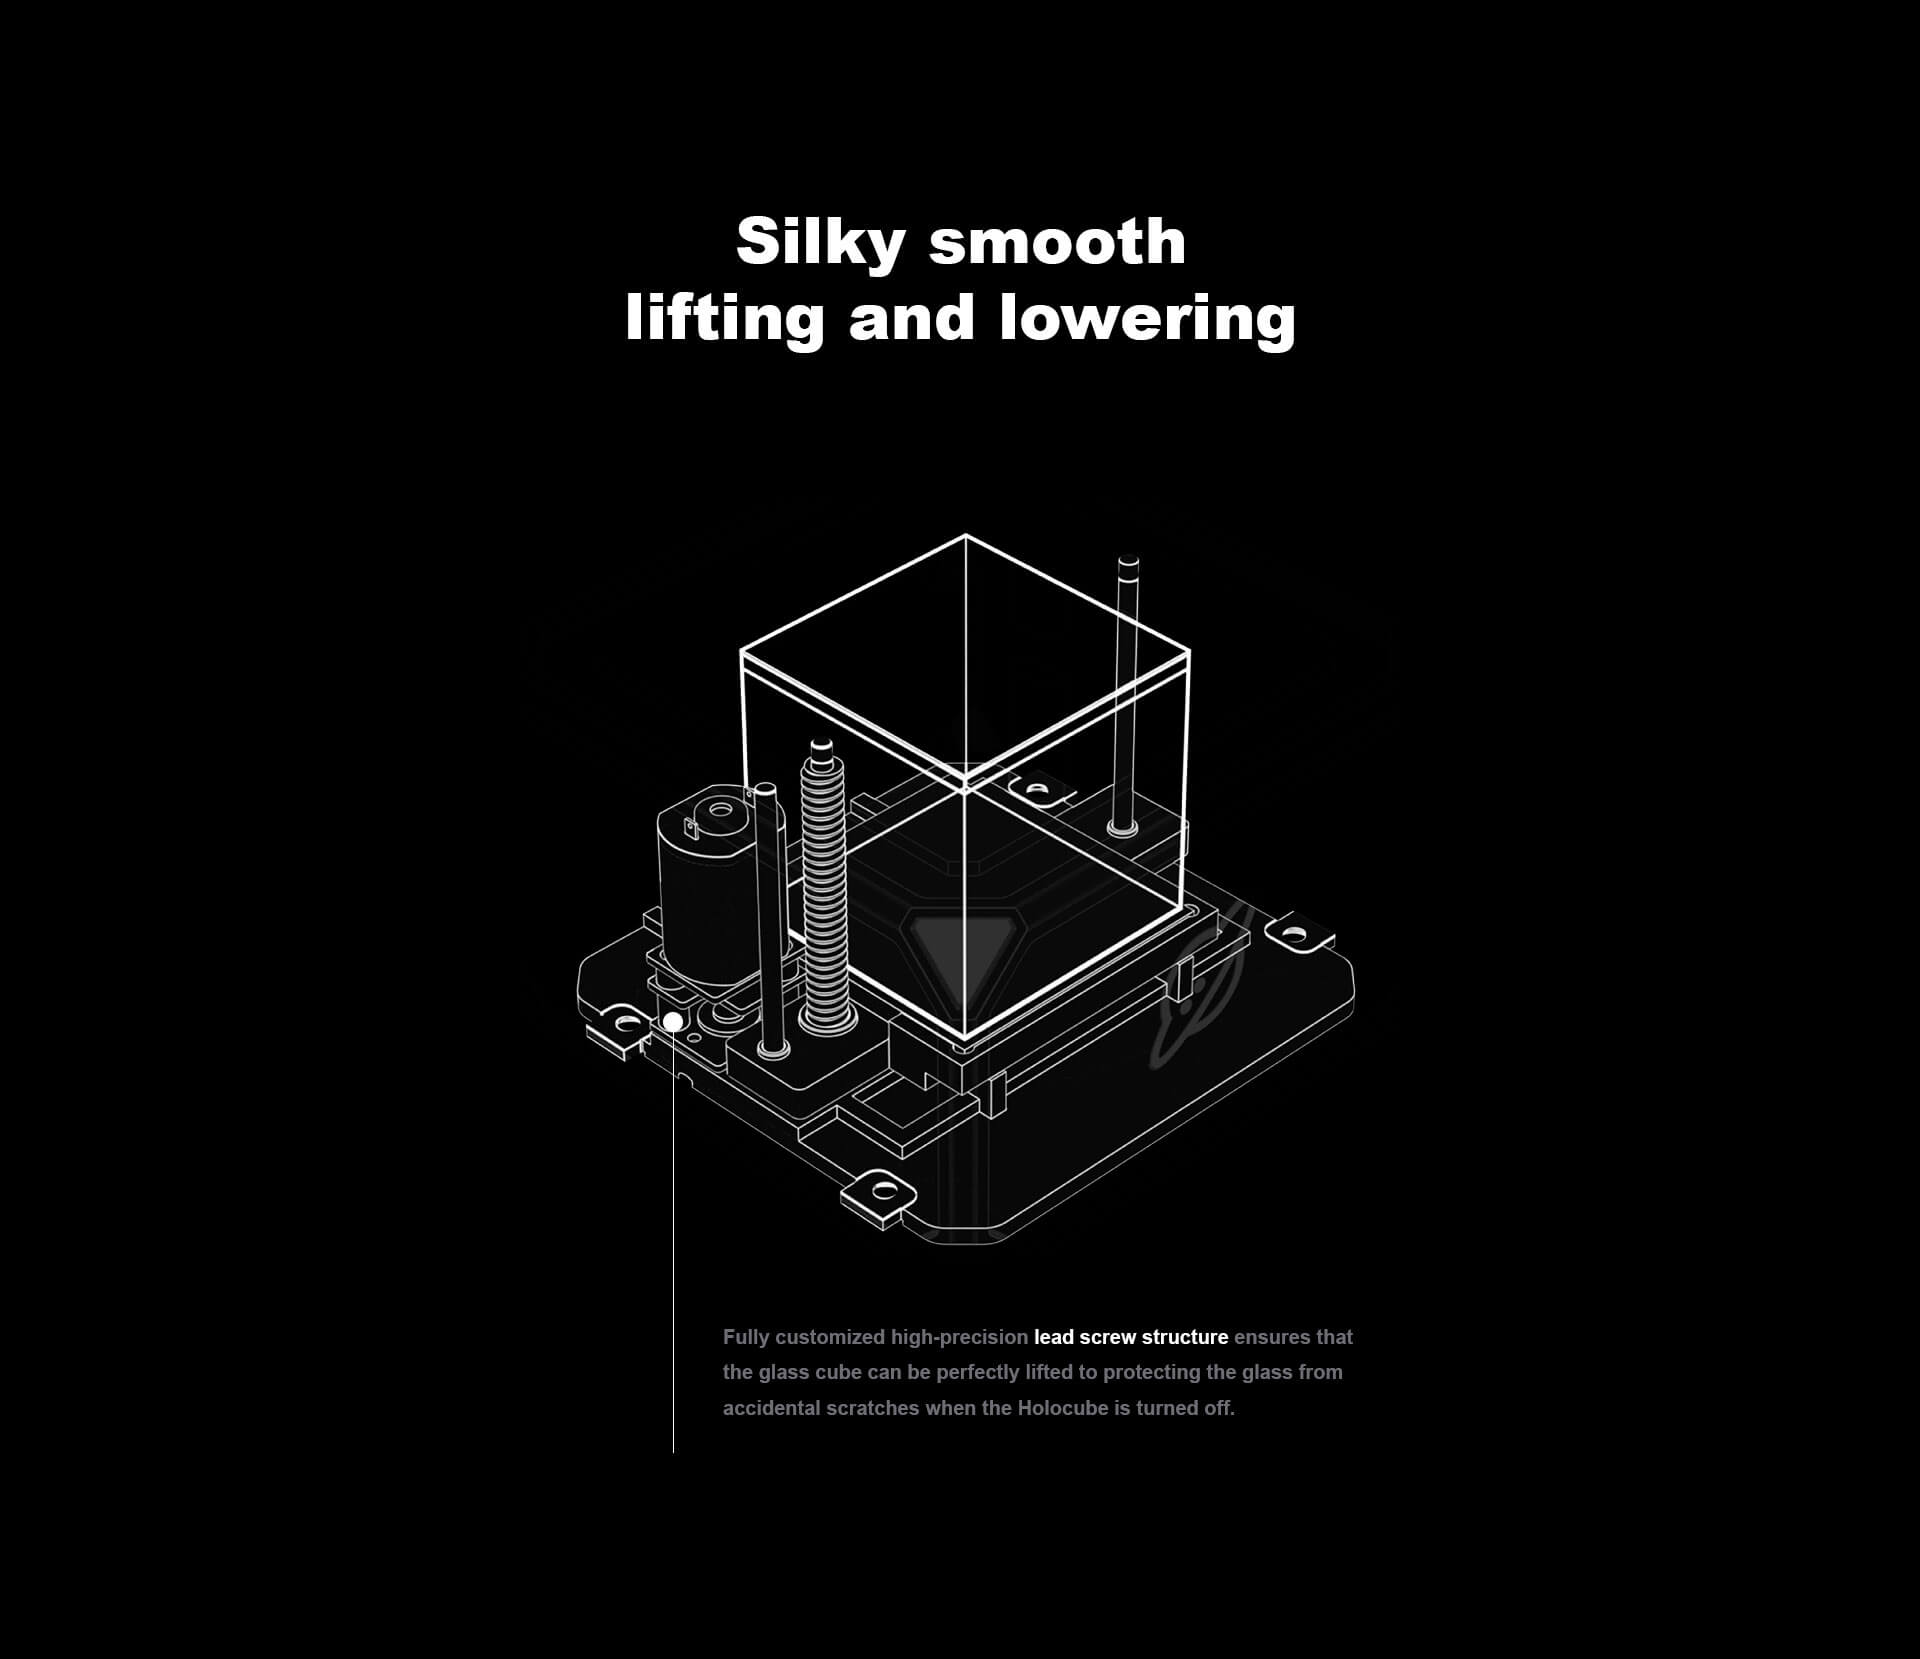 Silky smooth
lifting and lowering
Fully customized high-precision lead screw structure ensures that
the glass cube can be perfectly lifted to protecting the glass from
accidental scratches when the Holocube is turned off.